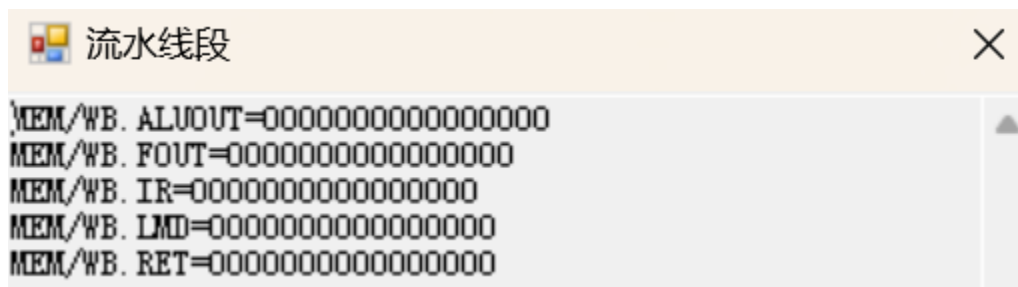 流水线段
MEM/WB. ALUOUT=0000000000000000
MEM/WB. FOUT=0000000000000000
MEM/WB. IR=0000000000000000
MEM/WB. LMD=0000000000000000
MEM/WB. RET=0000000000000000